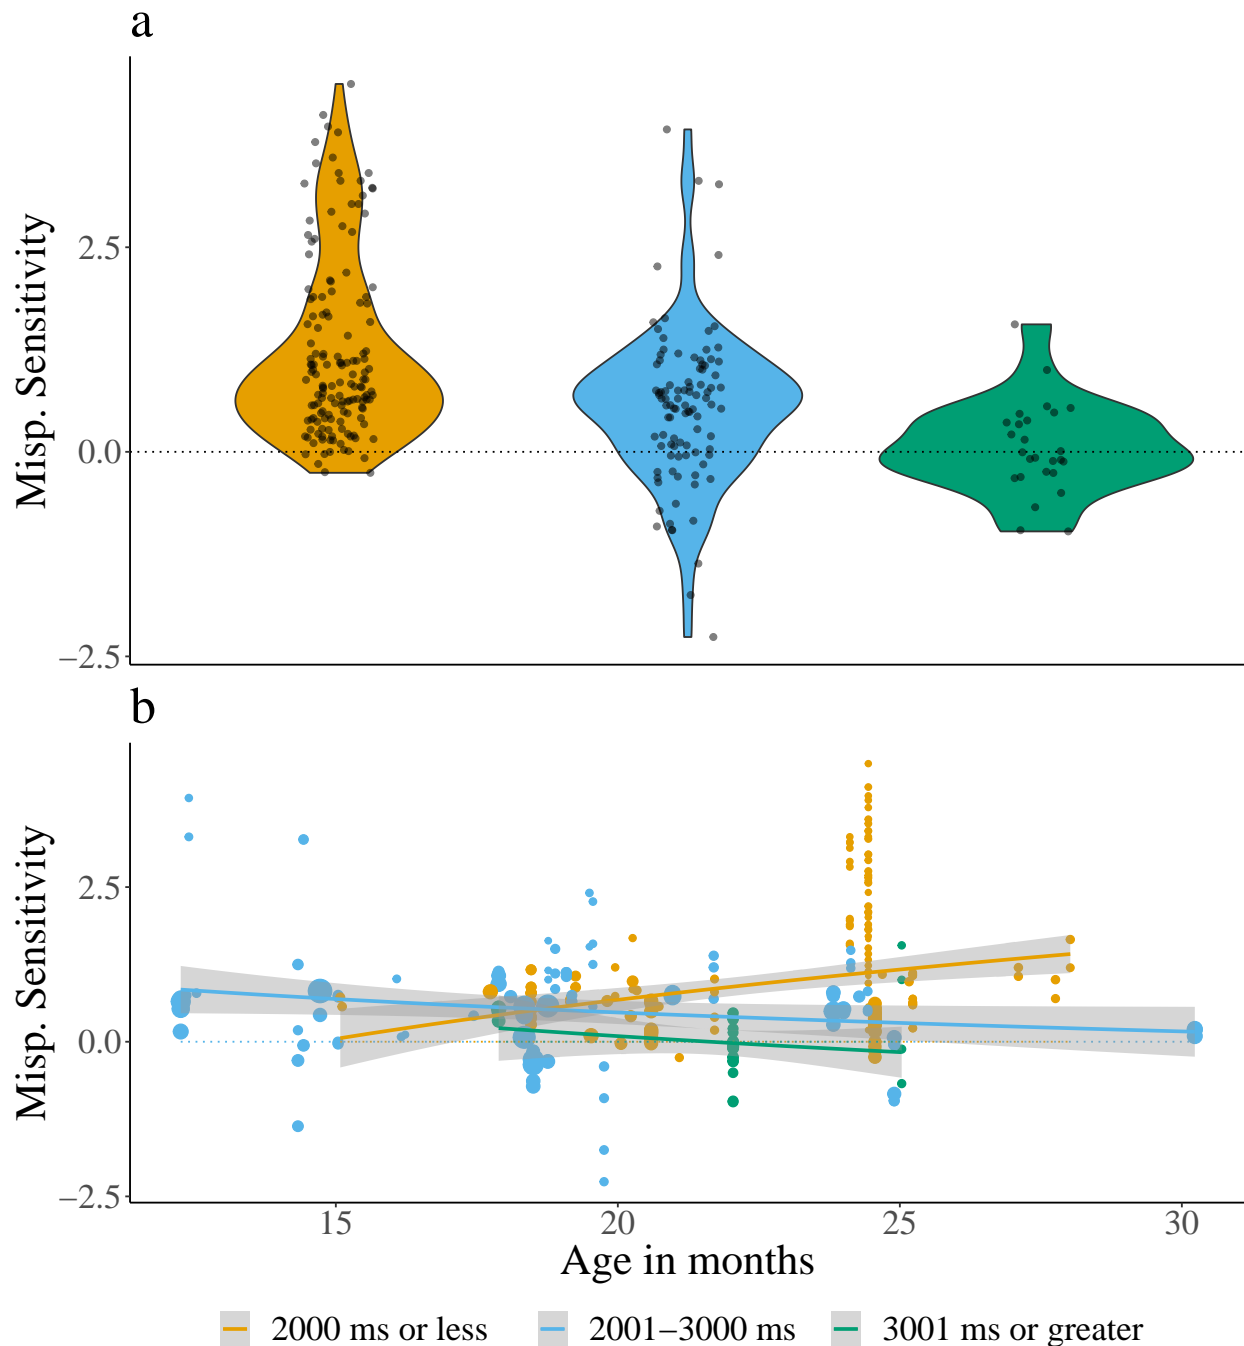 a
Misp. Sensitivity
2.5
0.0
−2.5
b
Misp. Sensitivity
2.5
0.0
−2.5
15 20 25 30
Age in months
2000 ms or less 2001−3000 ms 3001 ms or greater